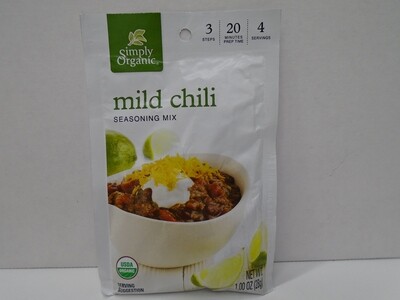 Simply
Organic
3
STEPS
20
MINUTES
PREP TIME
4
SERVINGS
mild chili
SEASONING MIX
USDA
ORGANIC
SERVING
SUGGESTION
NET WT
1.00 OZ (28g)